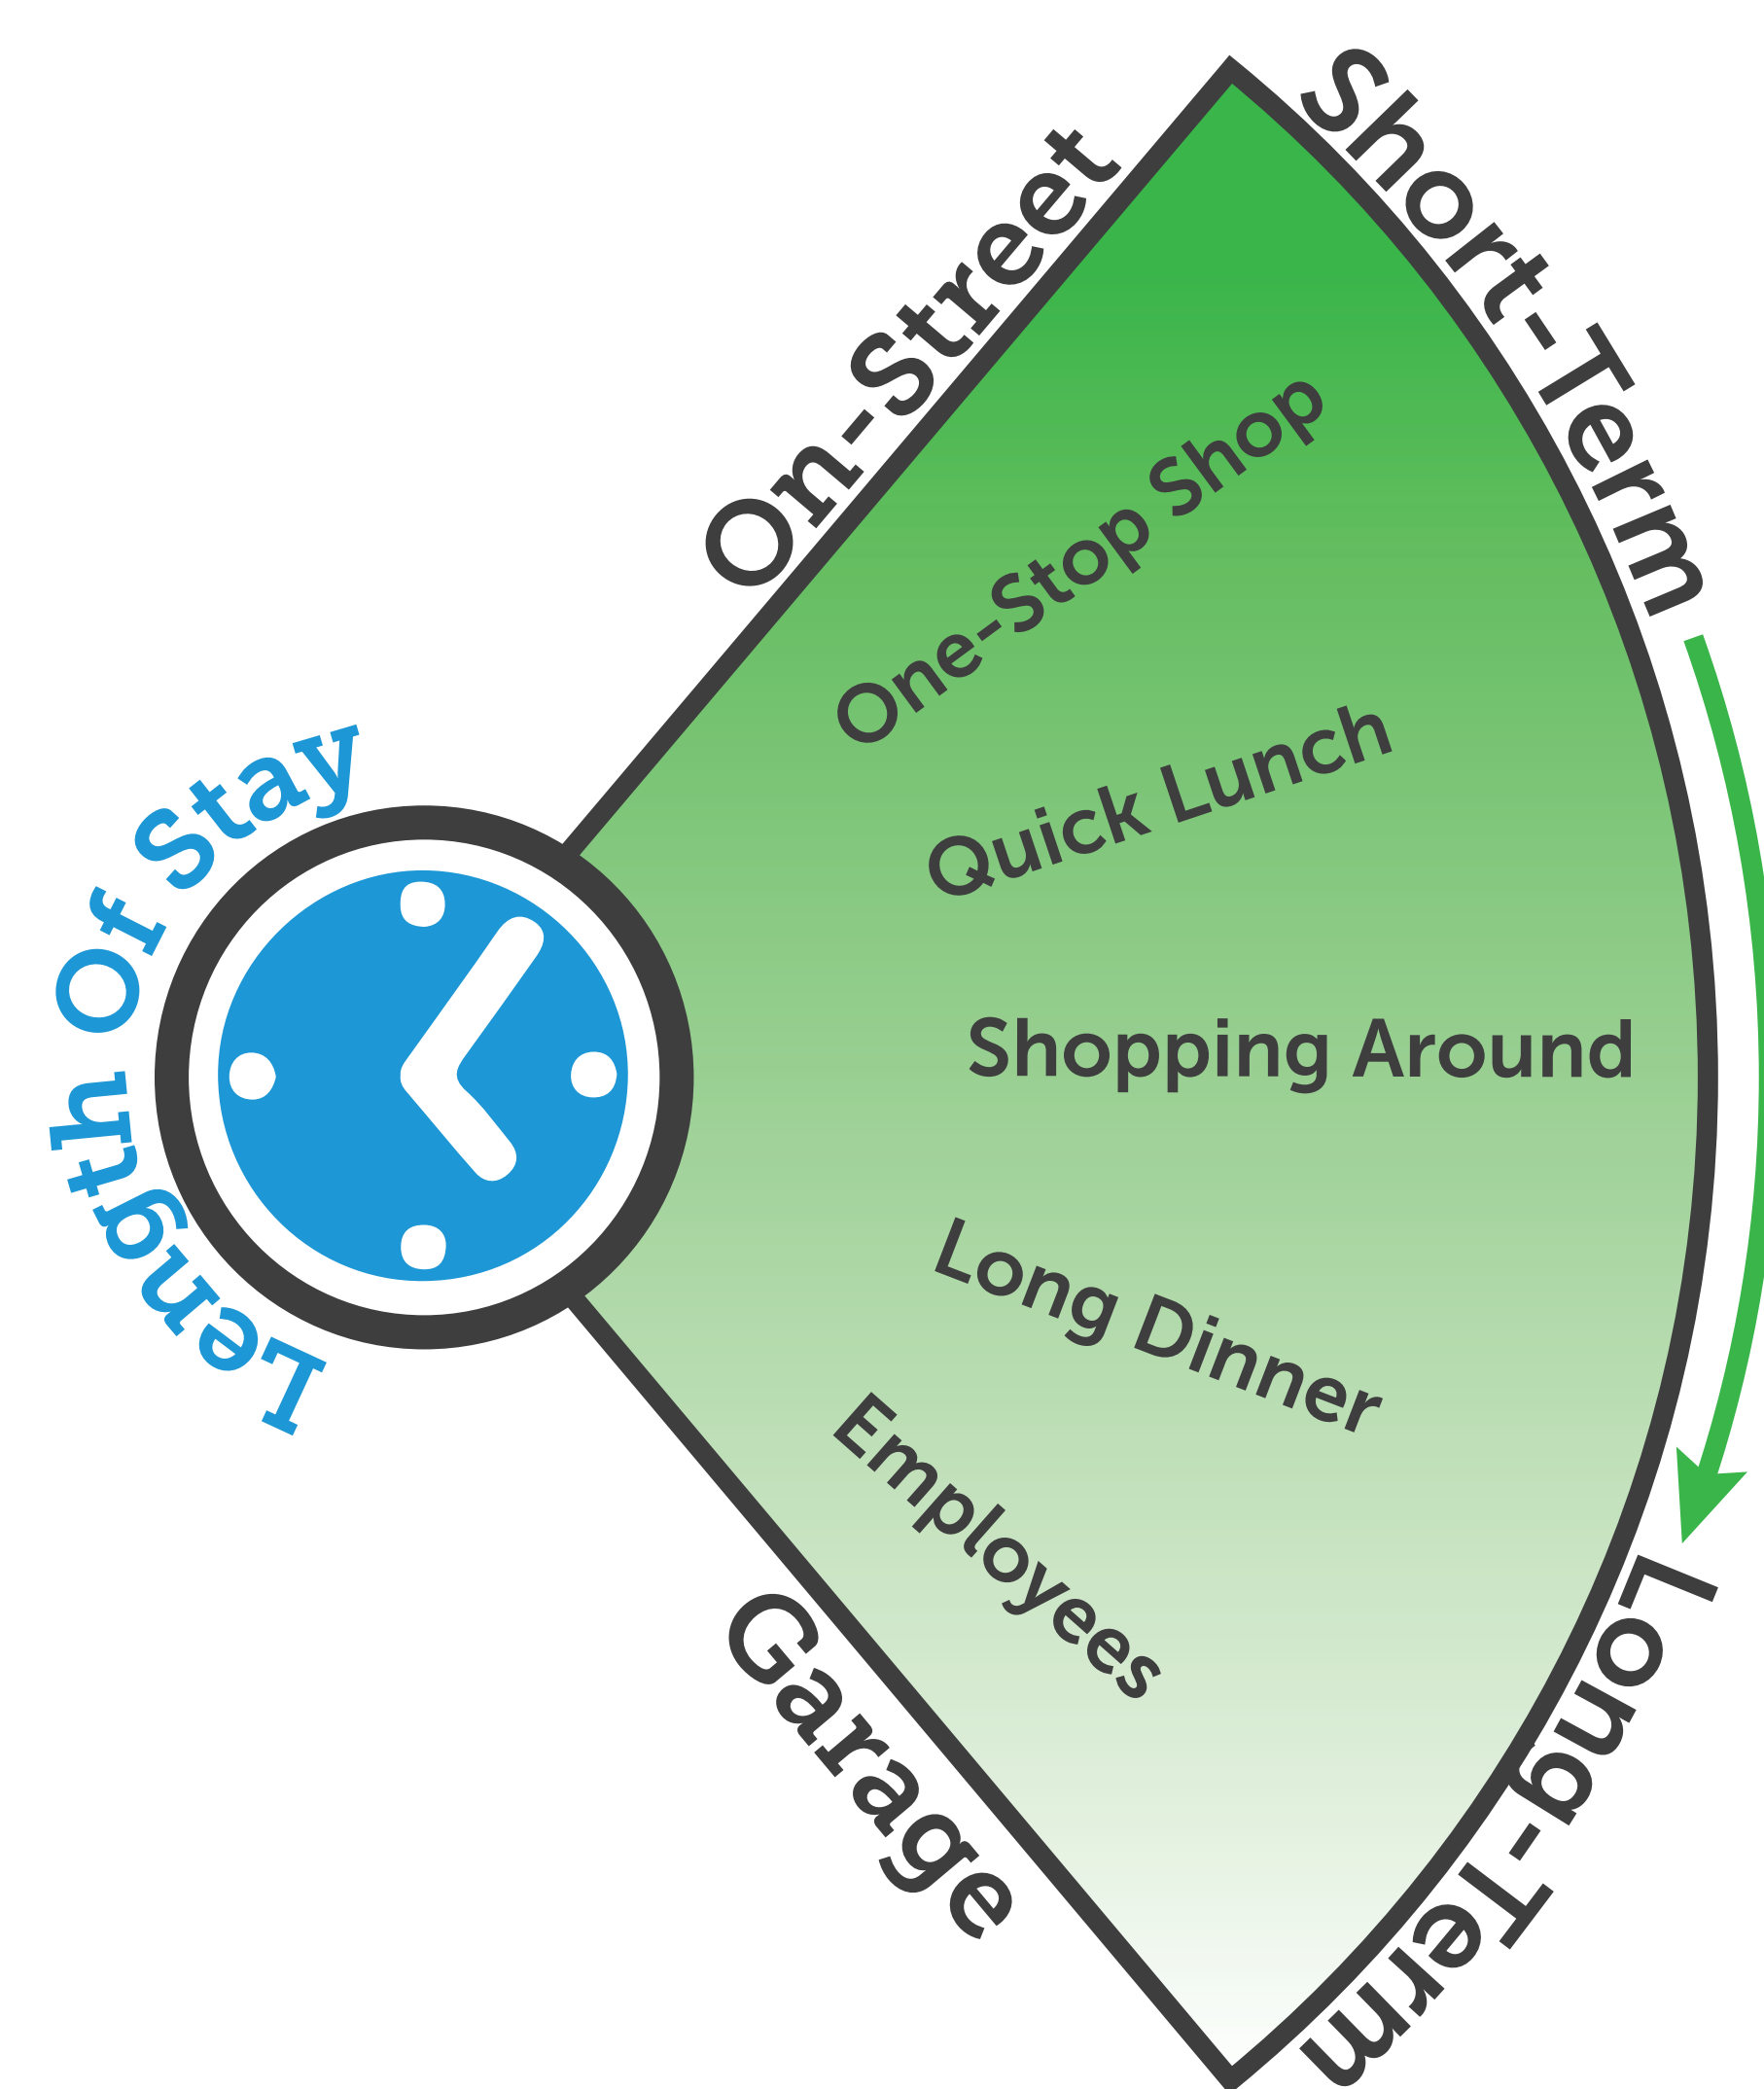 Length Of Stay
On-Street
Short-Term
One-Stop Shop
Quick Lunch
Shopping Around
Long Dinner
Employees
Garage
Long-Term